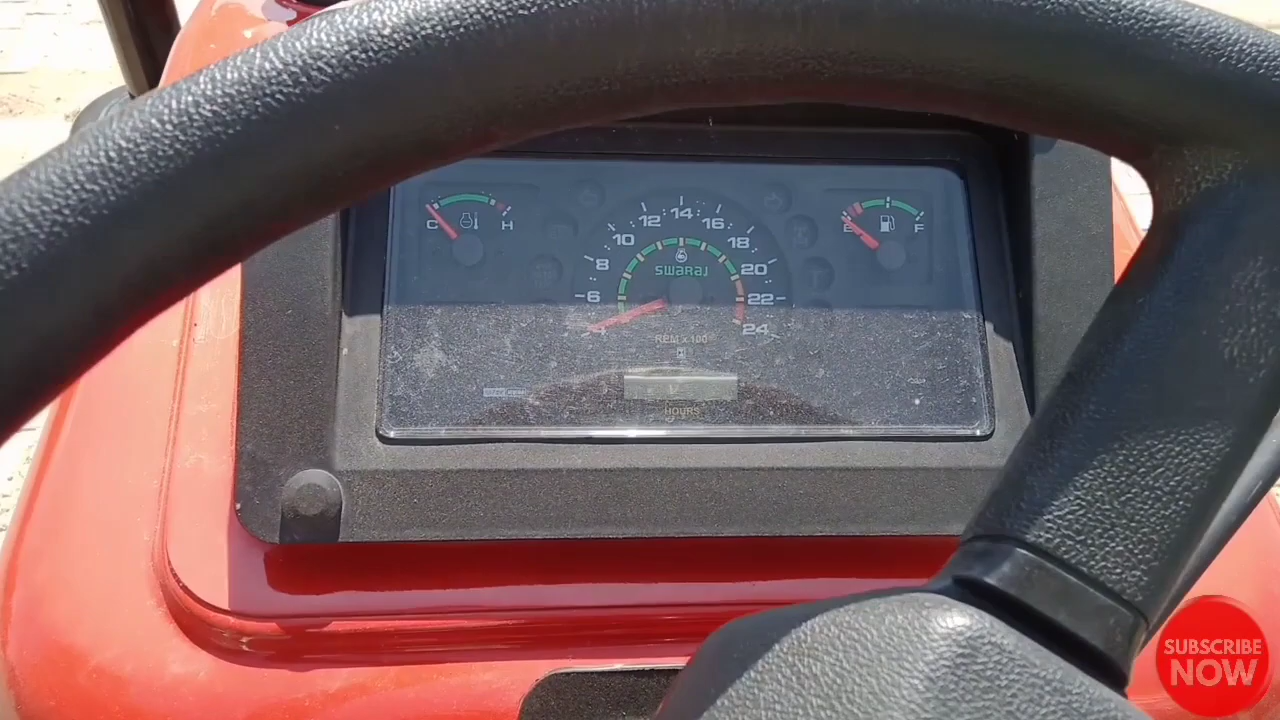 C H
6 8 10 12 14 16 18 20 22 24
swaraj
E F
RPM x 100
HOURS
SUBSCRIBE
NOW